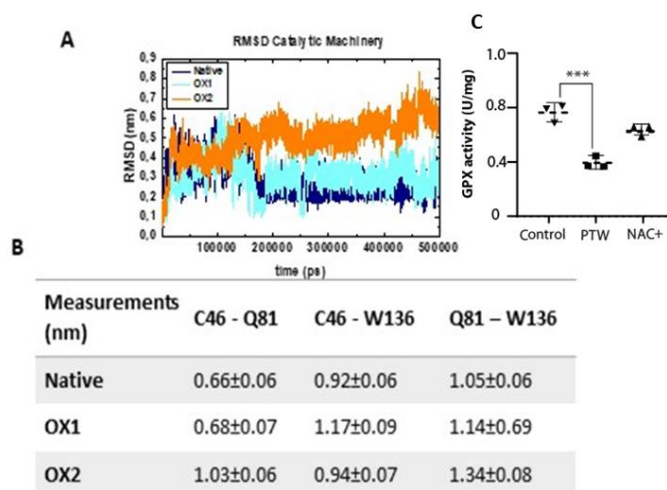 A
RMSD Catalytic Machinery
Native
OX1
OX2
RMSD (nm)
0,9
0,8
0,7
0,6
0,5
0,4
0,3
0,2
0,1
0,0
100000 200000 300000 400000 500000
time (ps)
C
GPX activity (U/mg)
1.0
0.8
0.4
0
***
Control PTW NAC+
B
Measurements (nm) C46 - Q81 C46 - W136 Q81 – W136
Native 0.66±0.06 0.92±0.06 1.05±0.06
OX1 0.68±0.07 1.17±0.09 1.14±0.69
OX2 1.03±0.06 0.94±0.07 1.34±0.08